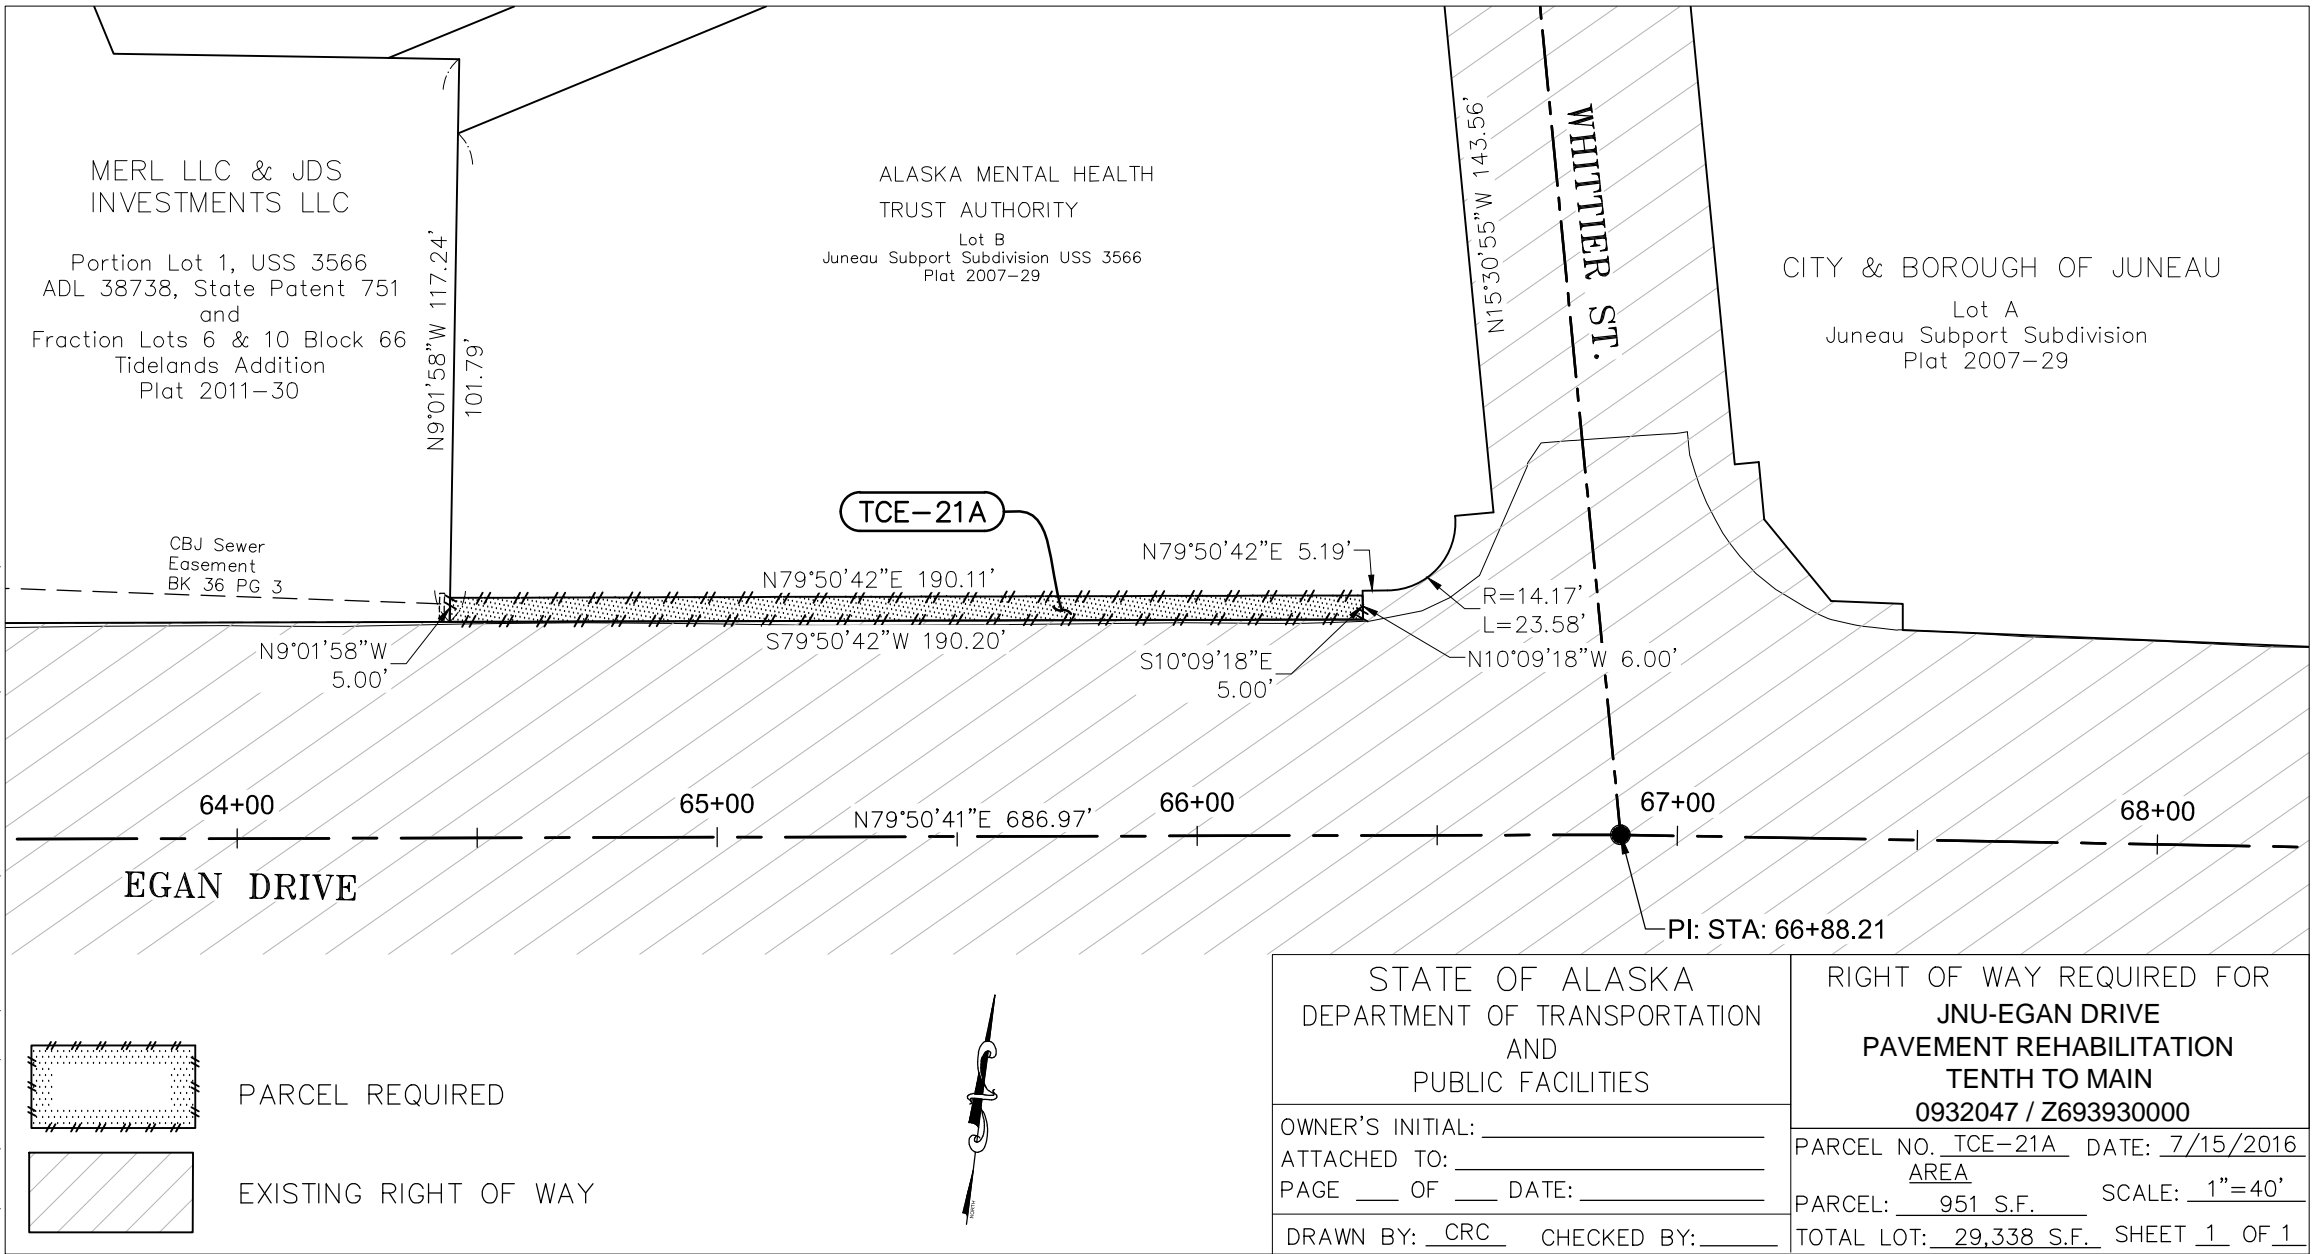 MERL LLC & JDS
INVESTMENTS LLC
Portion Lot 1, USS 3566
ADL 38738, State Patent 751
and
Fraction Lots 6 & 10 Block 66
Tidelands Addition
Plat 2011-30
N9°01'58"W 117.24'
101.79'
ALASKA MENTAL HEALTH
TRUST AUTHORITY
Lot B
Juneau Support Subdivision USS 3566
Plat 2007-29
N15°30'55"W 143.56'
WHITTIER ST.
CITY & BOROUGH OF JUNEAU
Lot A
Juneau Support Subdivision
Plat 2007-29
TCE-21A
CBJ Sewer
Easement
BK 36 PG 3
N79°50'42"E 190.11'
N79°50'42"E 5.19'
R=14.17'
L=23.58'
N9°01'58"W
5.00'
S79°50'42"W 190.20'
S10°09'18"E
5.00'
N10°09'18"W 6.00'
64+00
65+00
N79°50'41"E 686.97'
66+00
67+00
68+00
EGAN DRIVE
PI: STA: 66+88.21
PARCEL REQUIRED
EXISTING RIGHT OF WAY
NORTH
STATE OF ALASKA
DEPARTMENT OF TRANSPORTATION
AND
PUBLIC FACILITIES
OWNER'S INITIAL:
ATTACHED TO:
PAGE OF DATE:
DRAWN BY: CRC CHECKED BY:
RIGHT OF WAY REQUIRED FOR
JNU-EGAN DRIVE
PAVEMENT REHABILITATION
TENTH TO MAIN
0932047 / Z693930000
PARCEL NO. TCE-21A DATE: 7/15/2016
AREA
PARCEL: 951 S.F. SCALE: 1"=40'
TOTAL LOT: 29,338 S.F. SHEET 1 OF 1